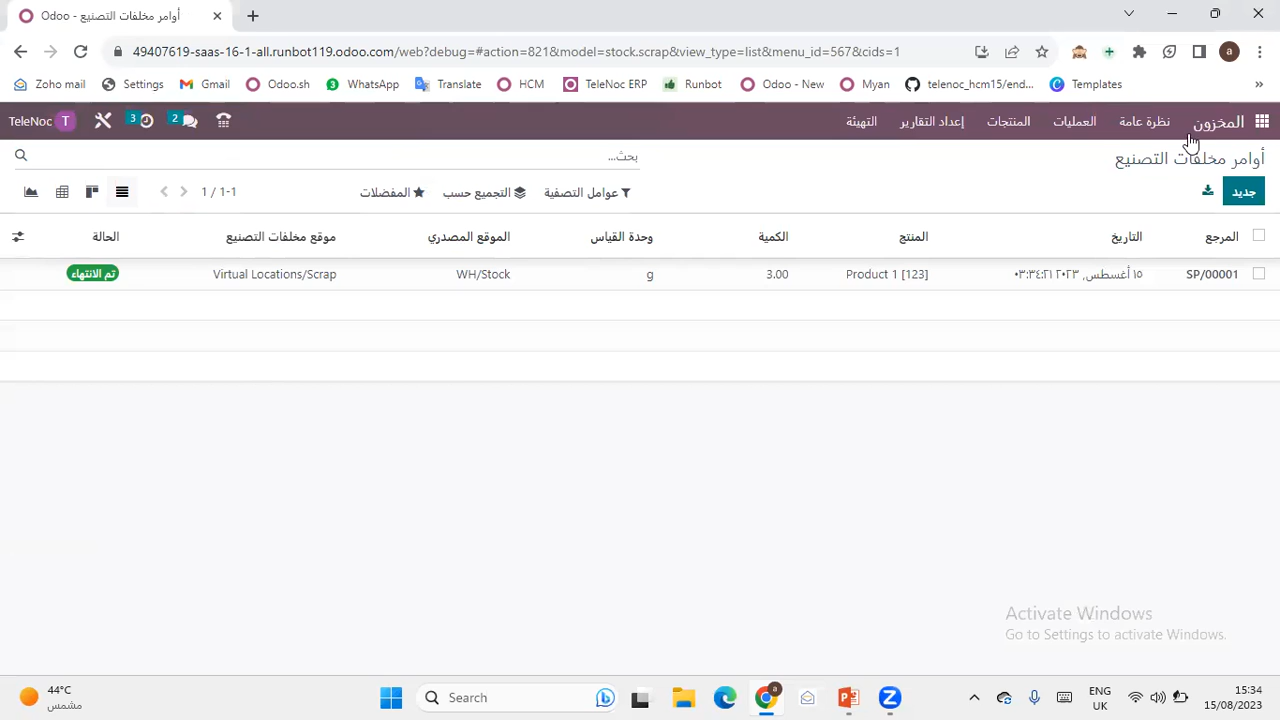 أوامر مخلفات التصنيع - Odoo
49407619-saas-16-1-all.runbot119.odoo.com/web?debug=#action=821&model=stock.scrap&view_type=list&menu_id=567&cids=1
a
Zoho mail Settings Gmail Odoo.sh WhatsApp Translate HCM TeleNoc ERP Runbot Odoo - New Myan telenoc_hcm15/end... Templates »
المخزون نظرة عامة العمليات المنتجات إعداد التقارير التهيئة 2 3 T TeleNoc
أوامر مخلفات التصنيع بحث...
جديد عوامل التصفية التجميع حسب المفضلات 1 / 1-1
المرجع التاريخ المنتج الكمية وحدة القياس الموقع المصدري موقع مخلفات التصنيع الحالة
SP/00001 ١٥ أغسطس, ٢٠٢٣ ٠٣:٣٤:٢١ Product 1 [123] 3.00 g WH/Stock Virtual Locations/Scrap تم الانتهاء
Activate Windows
Go to Settings to activate Windows.
44°C
مشمس
Search
a
ENG
UK
15:34
15/08/2023